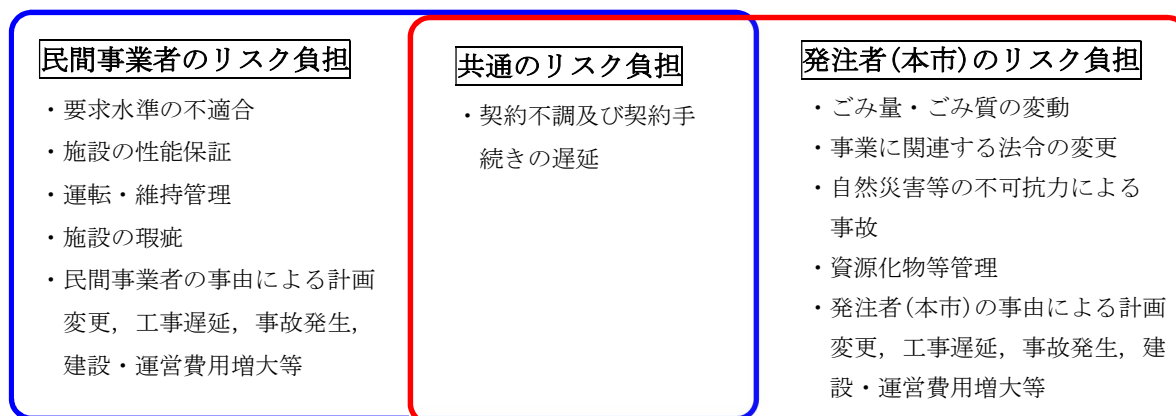 民間事業者のリスク負担
・要求水準の不適合
・施設の性能保証
・運転・維持管理
・施設の瑕疵
・民間事業者の事由による計画
変更，工事遅延，事故発生，
建設・運営費用増大等
共通のリスク負担
・契約不調及び契約手
続きの遅延
発注者(本市)のリスク負担
・ごみ量・ごみ質の変動
・事業に関連する法令の変更
・自然災害等の不可抗力による
事故
・資源化物等管理
・発注者(本市)の事由による計画
変更，工事遅延，事故発生，建
設・運営費用増大等